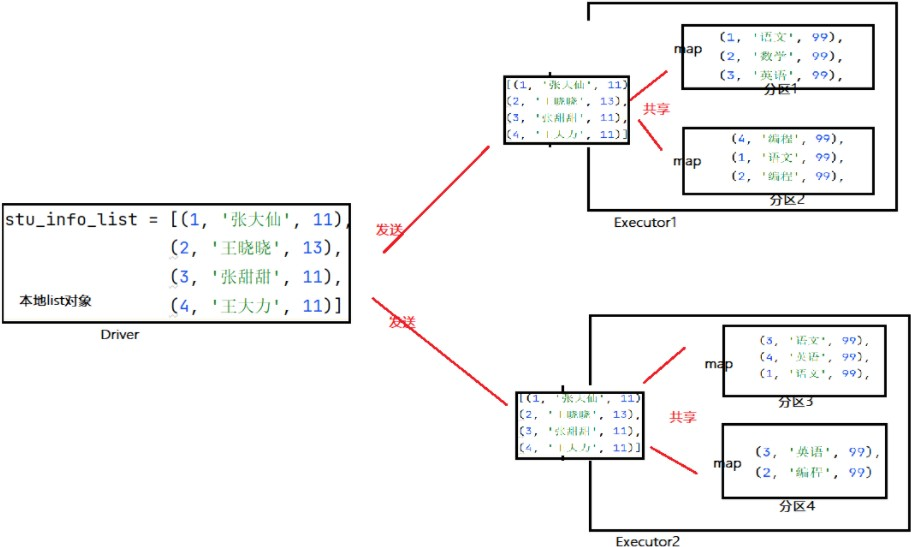 stu_info_list = [(1, '张大仙', 11),
(2, '王晓晓', 13),
(3, '张甜甜', 11),
(4, '王大力', 11)]
本地list对象
Driver
发送
发送
[(1, '张大仙', 11)
(2, '王晓晓', 13),
(3, '张甜甜', 11),
(4, '王大力', 11)]
共享
map
(1, '语文', 99),
(2, '数学', 99),
(3, '英语', 99),
分区1
map
(4, '编程', 99),
(1, '语文', 99),
(2, '编程', 99),
分区2
Executor1
[(1, '张大仙', 11)
(2, '王晓晓', 13),
(3, '张甜甜', 11),
(4, '王大力', 11)]
共享
map
(3, '语文', 99),
(4, '英语', 99),
(1, '语文', 99),
分区3
map
(3, '英语', 99),
(2, '编程', 99)
分区4
Executor2